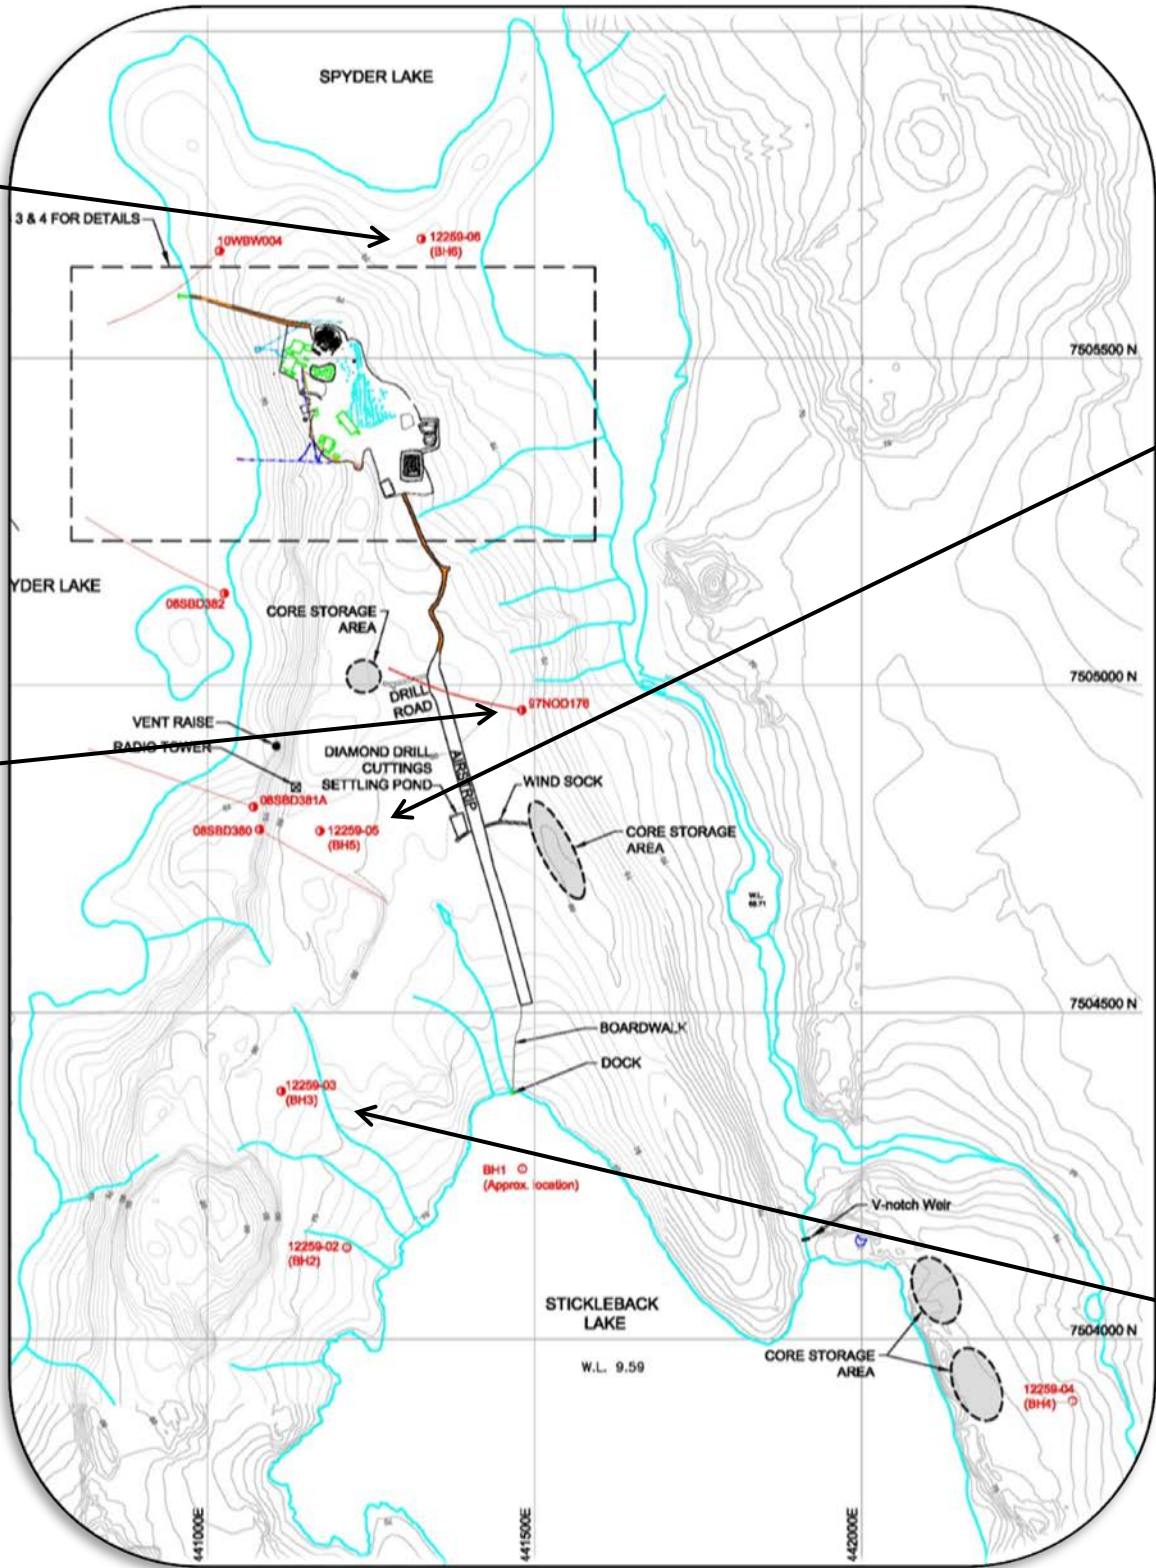 SPYDER LAKE
3 & 4 FOR DETAILS
10WBW004
12259-06
(BH6)
7505500 N
YDER LAKE
08SBD382
CORE STORAGE
AREA
7505000 N
DRILL
ROAD
97NOD176
VENT RAISE
RADIO TOWER
DIAMOND DRILL
CUTTINGS
SETTLING POND
AIRSTRIP
WIND SOCK
08SBD381A
08SBD380
12259-05
(BH5)
CORE STORAGE
AREA
W.L.
68.71
7504500 N
BOARDWALK
DOCK
12259-03
(BH3)
BH1
(Approx. location)
V-notch Weir
12259-02
(BH2)
STICKLEBACK
LAKE
7504000 N
CORE STORAGE
AREA
W.L. 9.59
12259-04
(BH4)
441000E
441500E
442000E